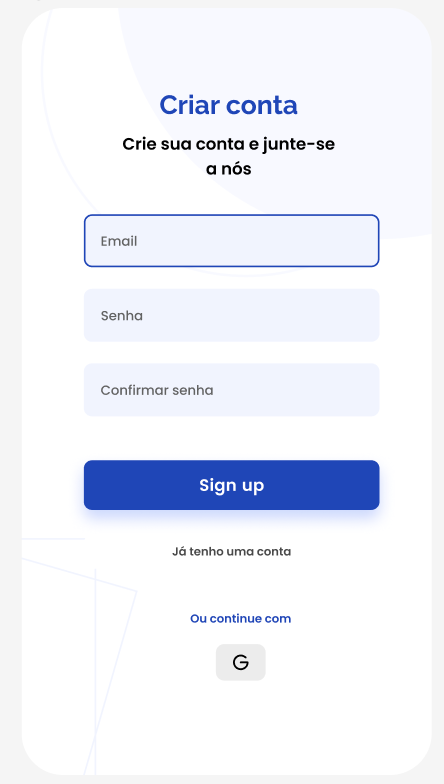 Criar conta
Crie sua conta e junte-se
a nós
Email
Senha
Confirmar senha
Sign up
Já tenho uma conta
Ou continue com
G